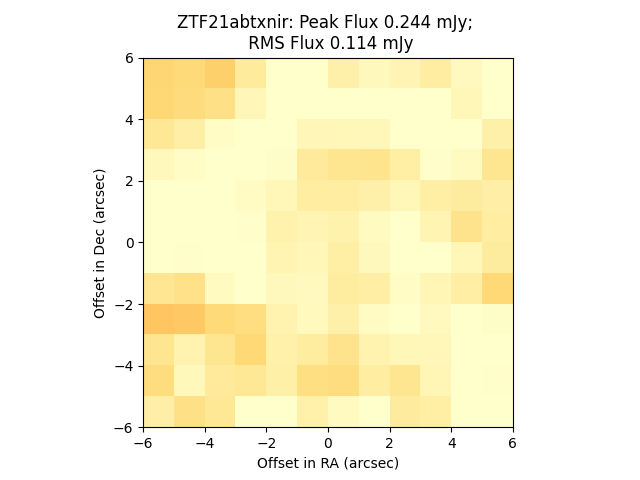 ZTF21abtxnir: Peak Flux 0.244 mJy;
RMS Flux 0.114 mJy
6
4
2
0
−2
−4
−6
Offset in Dec (arcsec)
−6 −4 −2 0 2 4 6
Offset in RA (arcsec)